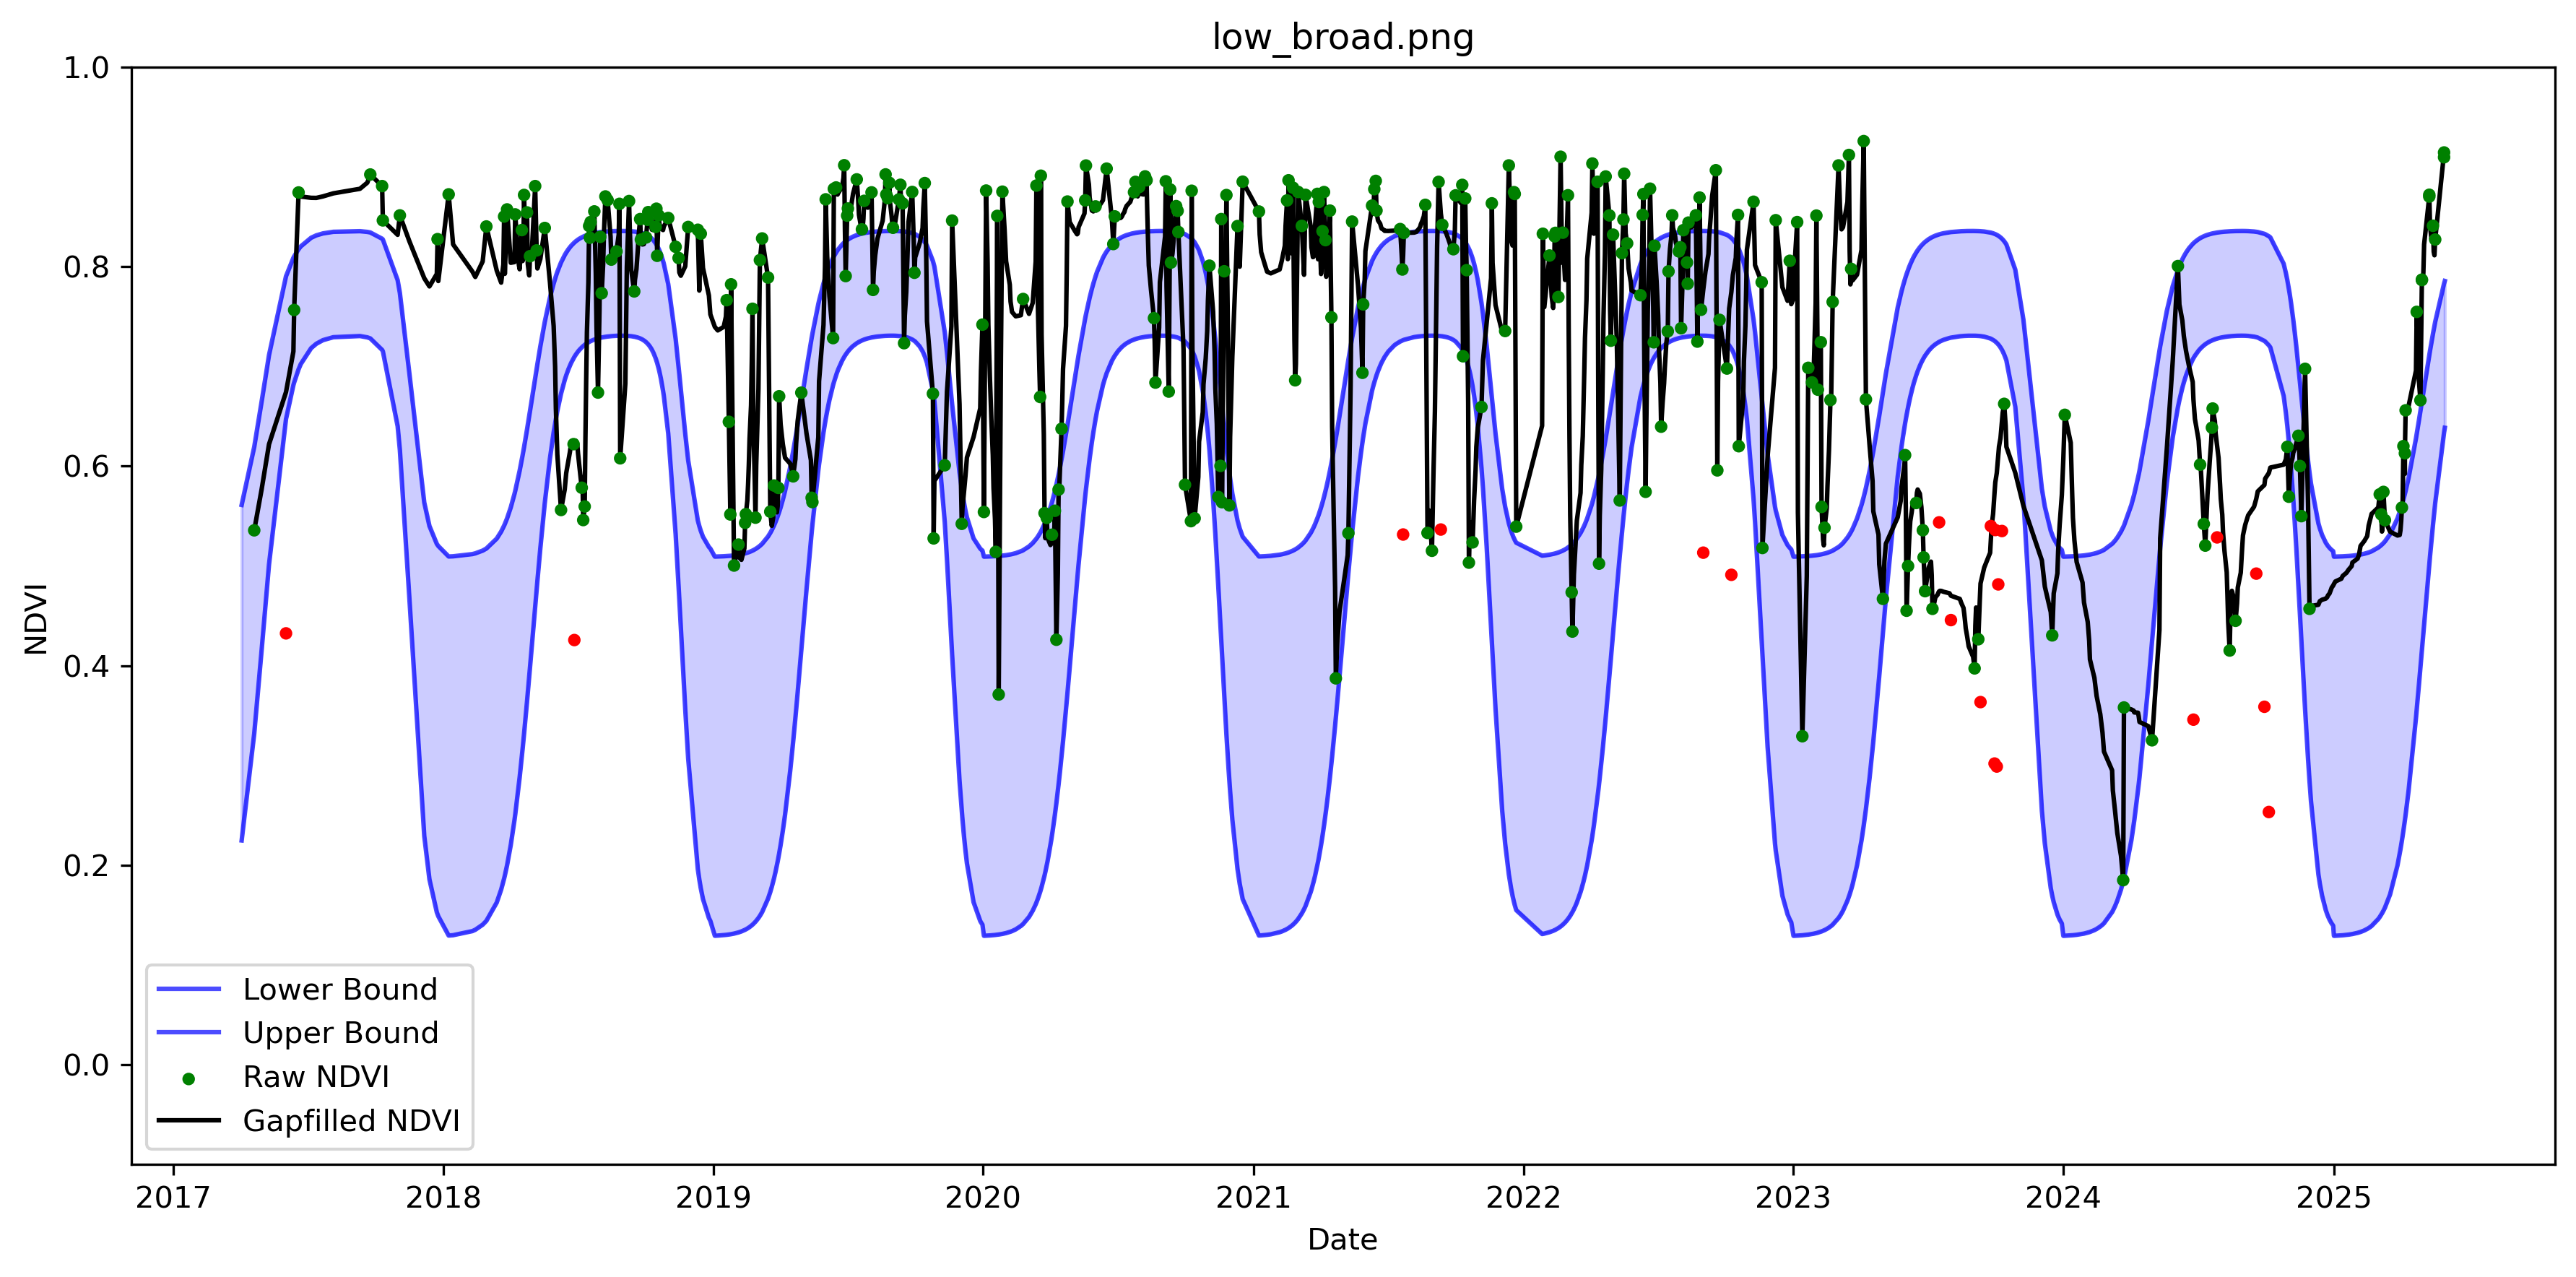 low_broad.png
1.0
0.8
0.6
0.4
0.2
0.0
NDVI
Lower Bound
Upper Bound
Raw NDVI
Gapfilled NDVI
2017 2018 2019 2020 2021 2022 2023 2024 2025
Date